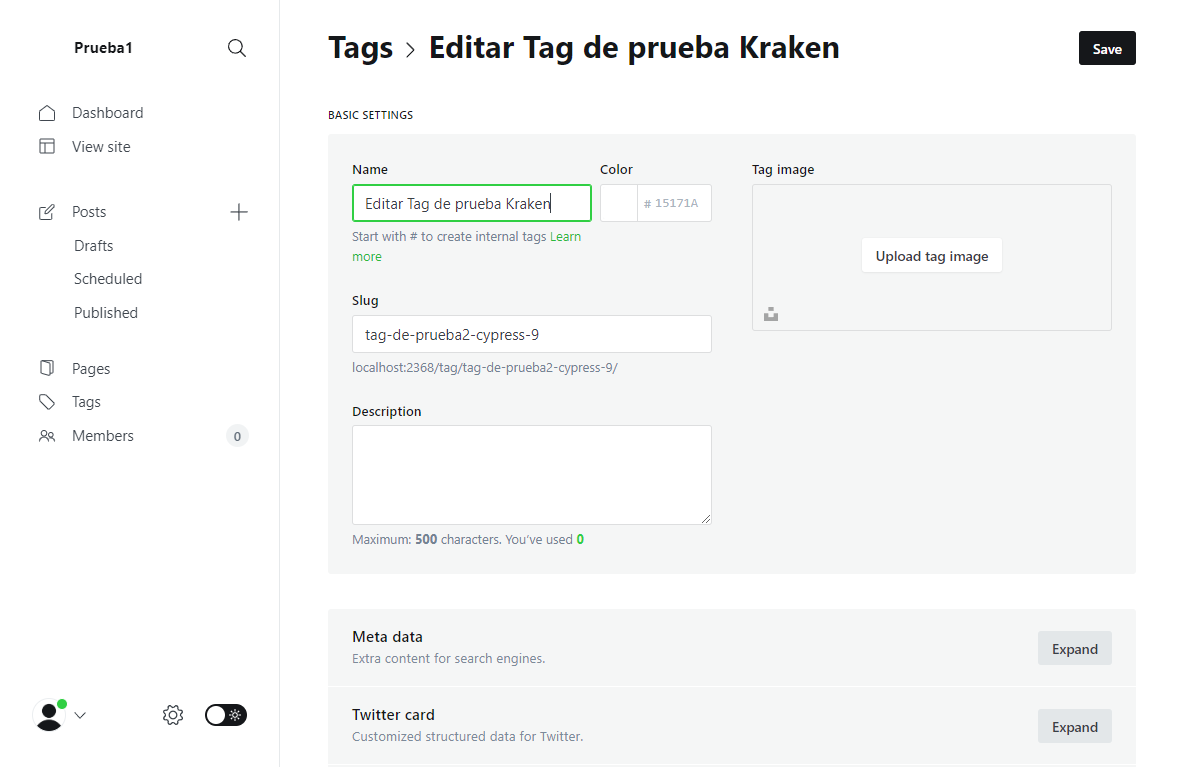 Prueba1
Dashboard
View site
Posts
Drafts
Scheduled
Published
Pages
Tags
Members
0
Tags > Editar Tag de prueba Kraken
Save
BASIC SETTINGS
Name
Editar Tag de prueba Kraken
Start with # to create internal tags Learn
more
Color
# 15171A
Slug
tag-de-prueba2-cypress-9
localhost:2368/tag/tag-de-prueba2-cypress-9/
Description
Maximum: 500 characters. You’ve used 0
Tag image
Upload tag image
Meta data
Extra content for search engines.
Expand
Twitter card
Customized structured data for Twitter.
Expand